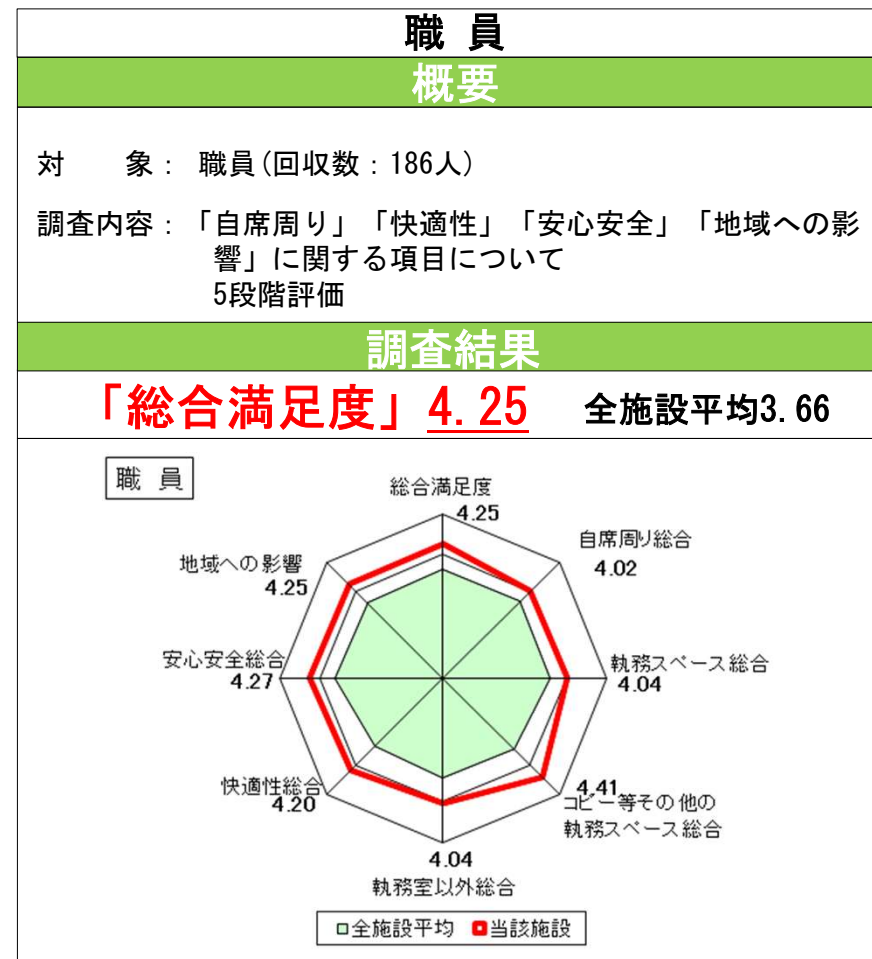 職 員
概要
対　　象： 職員(回収数：186人)
調査内容：「自席周り」「快適性」「安心安全」「地域への影
響」に関する項目について
5段階評価
調査結果
「総合満足度」4.25　全施設平均3.66
職 員
総合満足度
4.25
自席周り総合
4.02
執務スペース総合
4.04
4.41
コピー等その他の
執務スペース総合
4.04
執務室以外総合
快適性総合
4.20
安心安全総合
4.27
地域への影響
4.25
全施設平均 当該施設